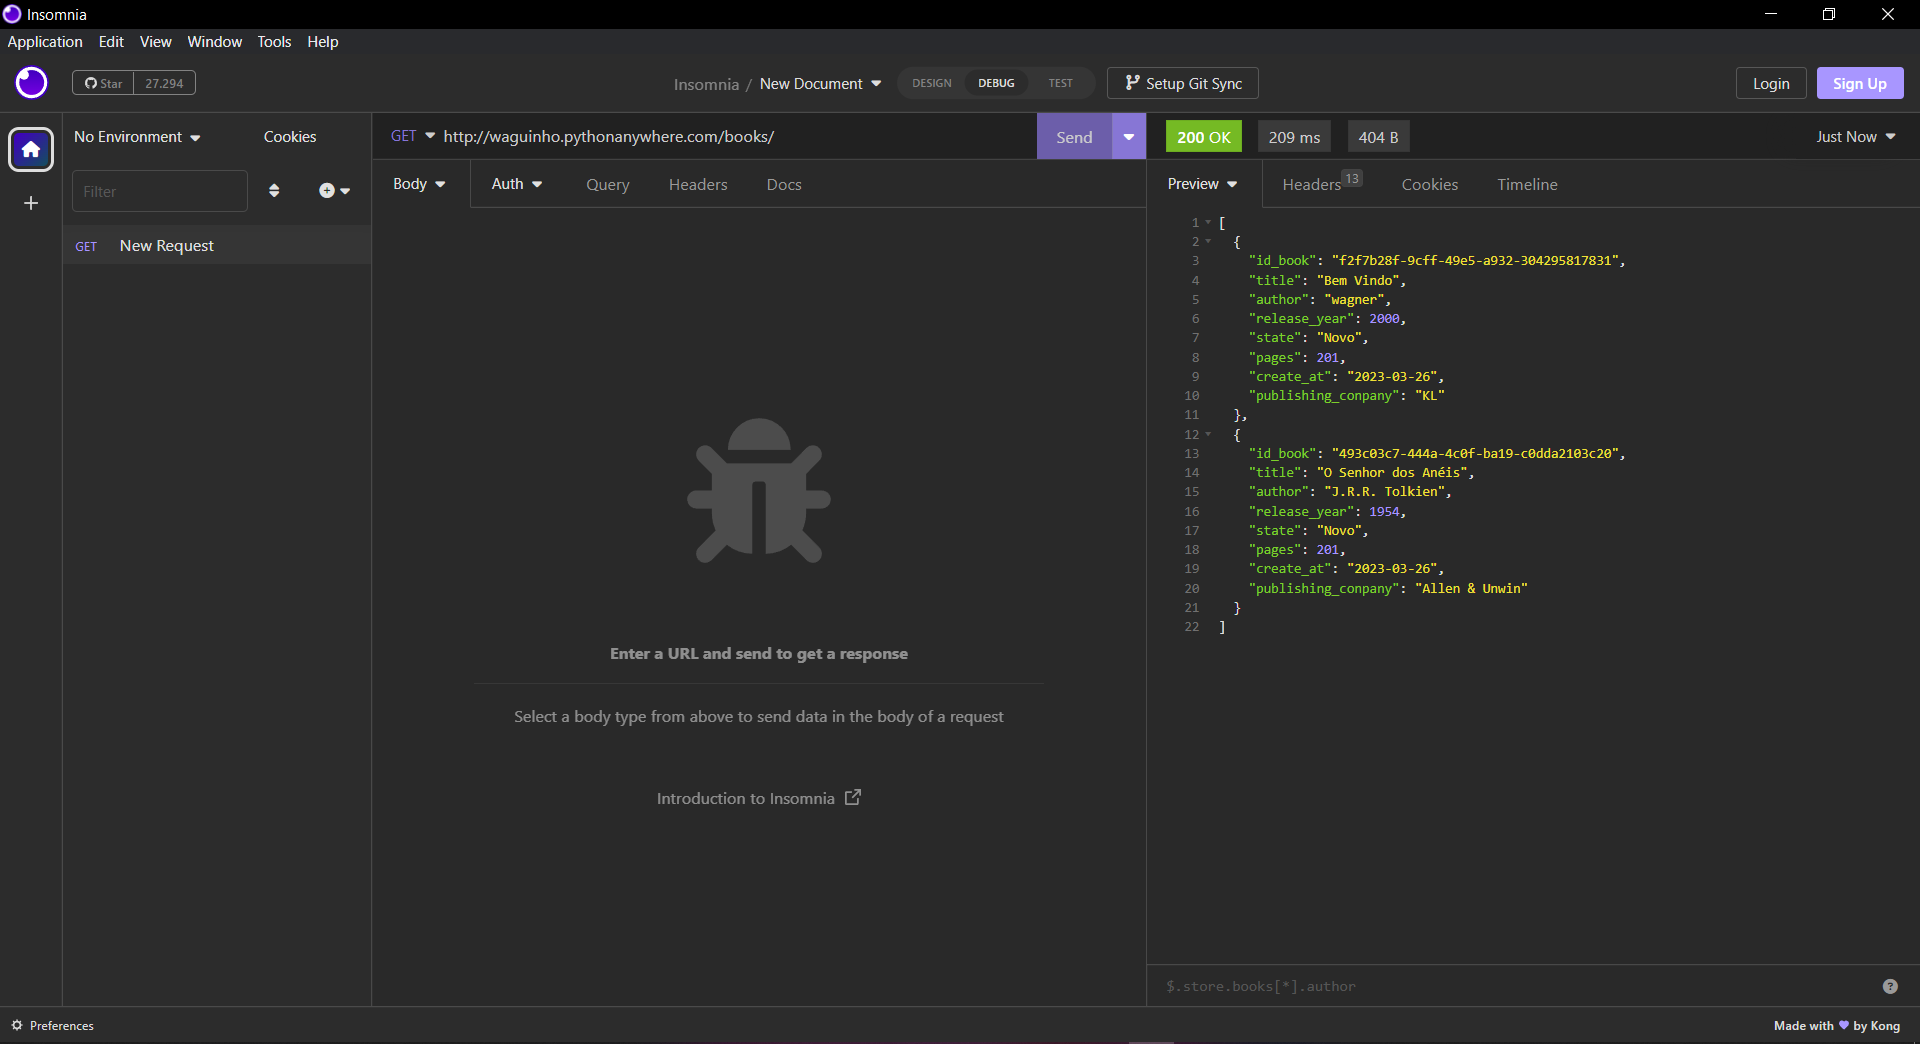 Insomnia
Application Edit View Window Tools Help
Star 27.294
Insomnia / New Document
DESIGN DEBUG TEST
Setup Git Sync
Login Sign Up
No Environment Cookies
Filter
GET New Request
GET http://waguinho.pythonanywhere.com/books/ Send
Body Auth Query Headers Docs
Enter a URL and send to get a response
Select a body type from above to send data in the body of a request
Introduction to Insomnia
200 OK 209 ms 404 B Just Now
Preview Headers 13 Cookies Timeline
1 [
2 {
3 "id_book": "f2f7b28f-9cff-49e5-a932-304295817831",
4 "title": "Bem Vindo",
5 "author": "wagner",
6 "release_year": 2000,
7 "state": "Novo",
8 "pages": 201,
9 "create_at": "2023-03-26",
10 "publishing_conpany": "KL"
11 },
12 {
13 "id_book": "493c03c7-444a-4c0f-ba19-c0dda2103c20",
14 "title": "O Senhor dos Anéis",
15 "author": "J.R.R. Tolkien",
16 "release_year": 1954,
17 "state": "Novo",
18 "pages": 201,
19 "create_at": "2023-03-26",
20 "publishing_conpany": "Allen & Unwin"
21 }
22 ]
$.store.books[*].author
?
Preferences
Made with by Kong